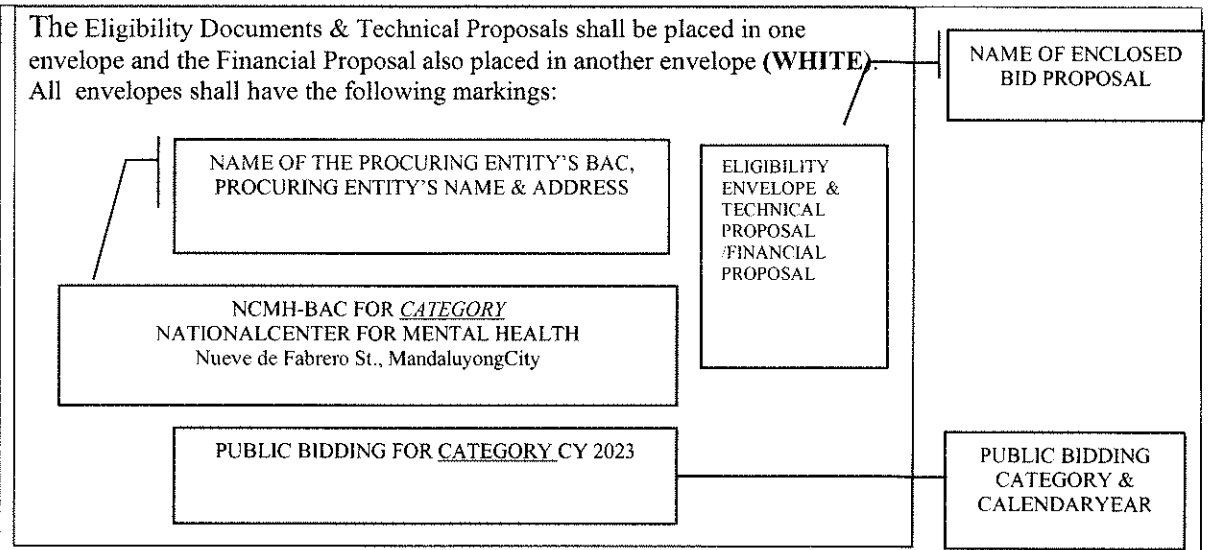 The Eligibility Documents & Technical Proposals shall be placed in one
envelope and the Financial Proposal also placed in another envelope (WHITE).
All envelopes shall have the following markings:
NAME OF ENCLOSED
BID PROPOSAL
NAME OF THE PROCURING ENTITY'S BAC,
PROCURING ENTITY'S NAME & ADDRESS
ELIGIBILITY
ENVELOPE &
TECHNICAL
PROPOSAL
/FINANCIAL
PROPOSAL
NCMH-BAC FOR CATEGORY
NATIONALCENTER FOR MENTAL HEALTH
Nueve de Fabrero St., MandaluyongCity
PUBLIC BIDDING FOR CATEGORY CY 2023
PUBLIC BIDDING
CATEGORY &
CALENDARYEAR